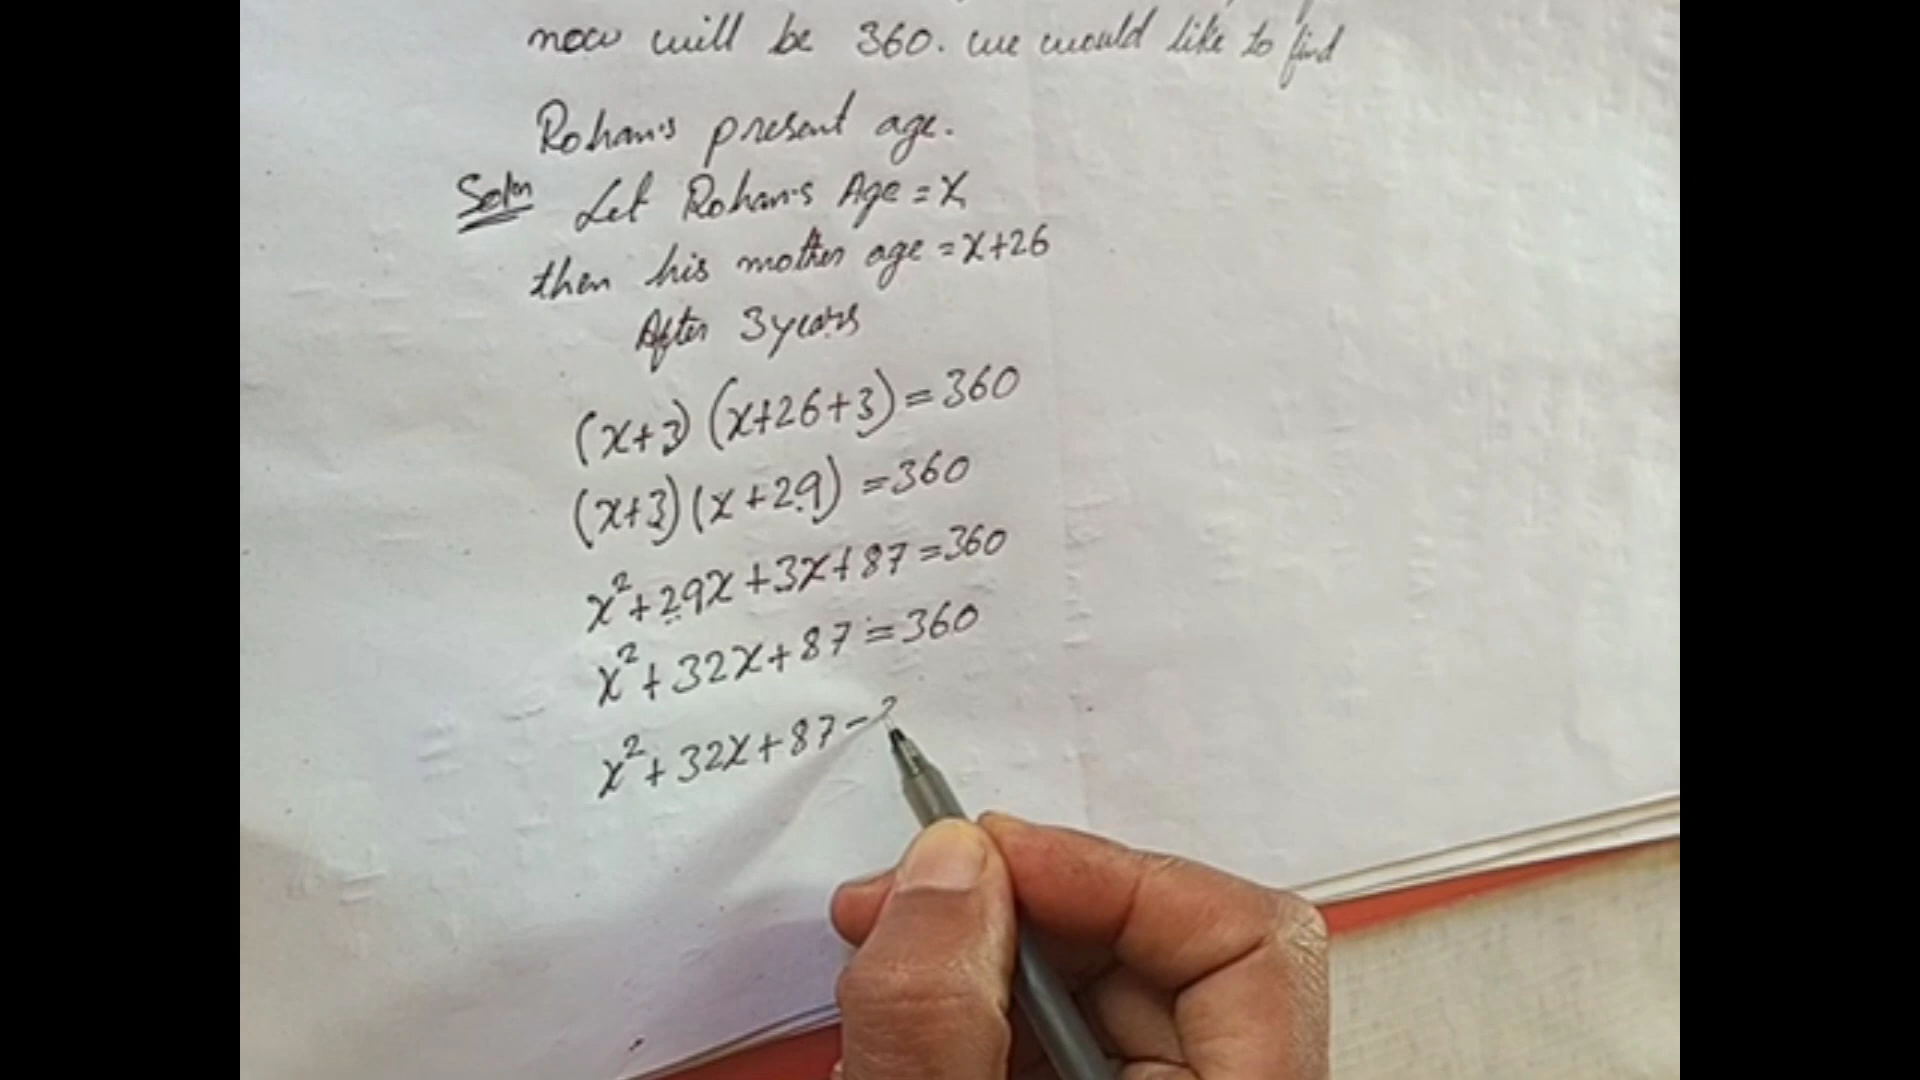 now will be 360. we would like to find
Rohan's present age.
Soln Let Rohan's Age = x
then his mother age = x+26
After 3 years
(x+3) (x+26+3) = 360
(x+3) (x+29) = 360
x²+29x+3x+87 = 360
x²+32x+87 = 360
x²+32x+87-